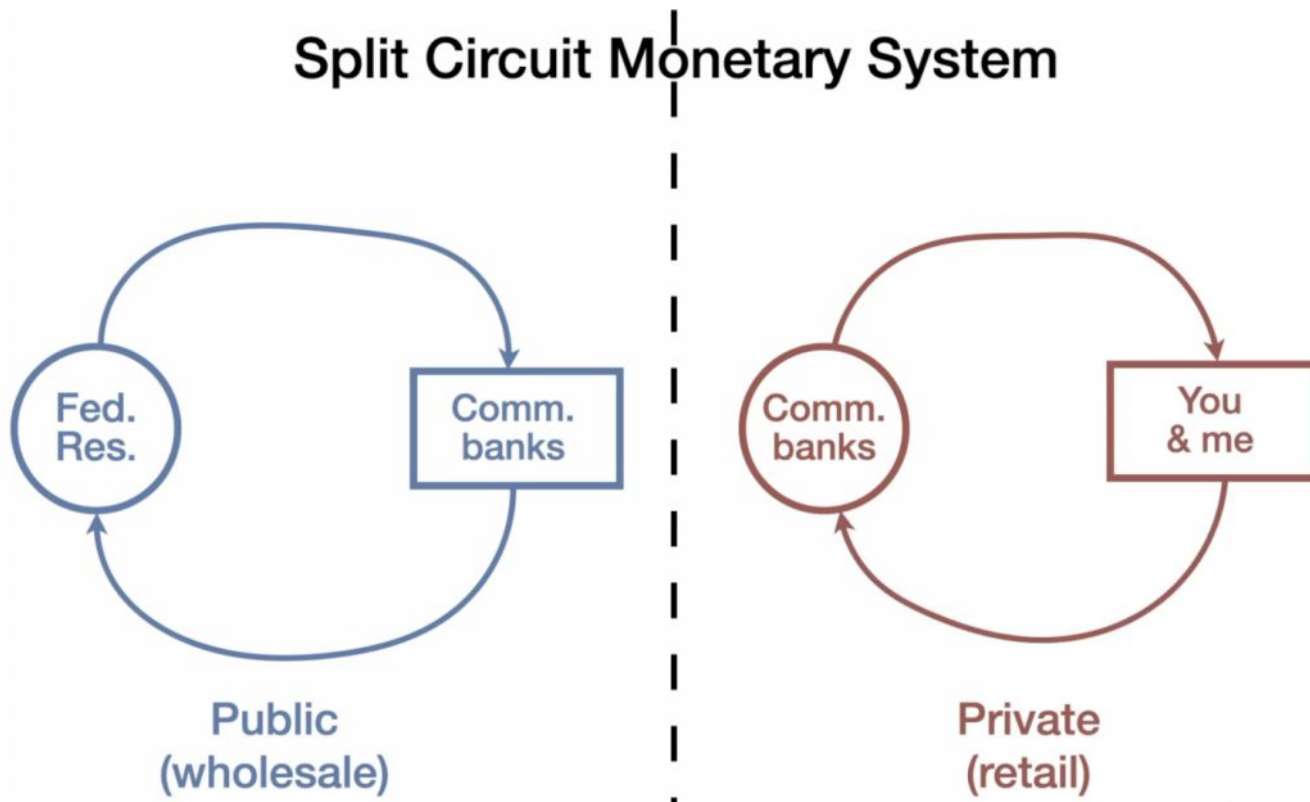 Split Circuit Monetary System
Fed.
Res.
Comm.
banks
Comm.
banks
You
& me
Public
(wholesale)
Private
(retail)